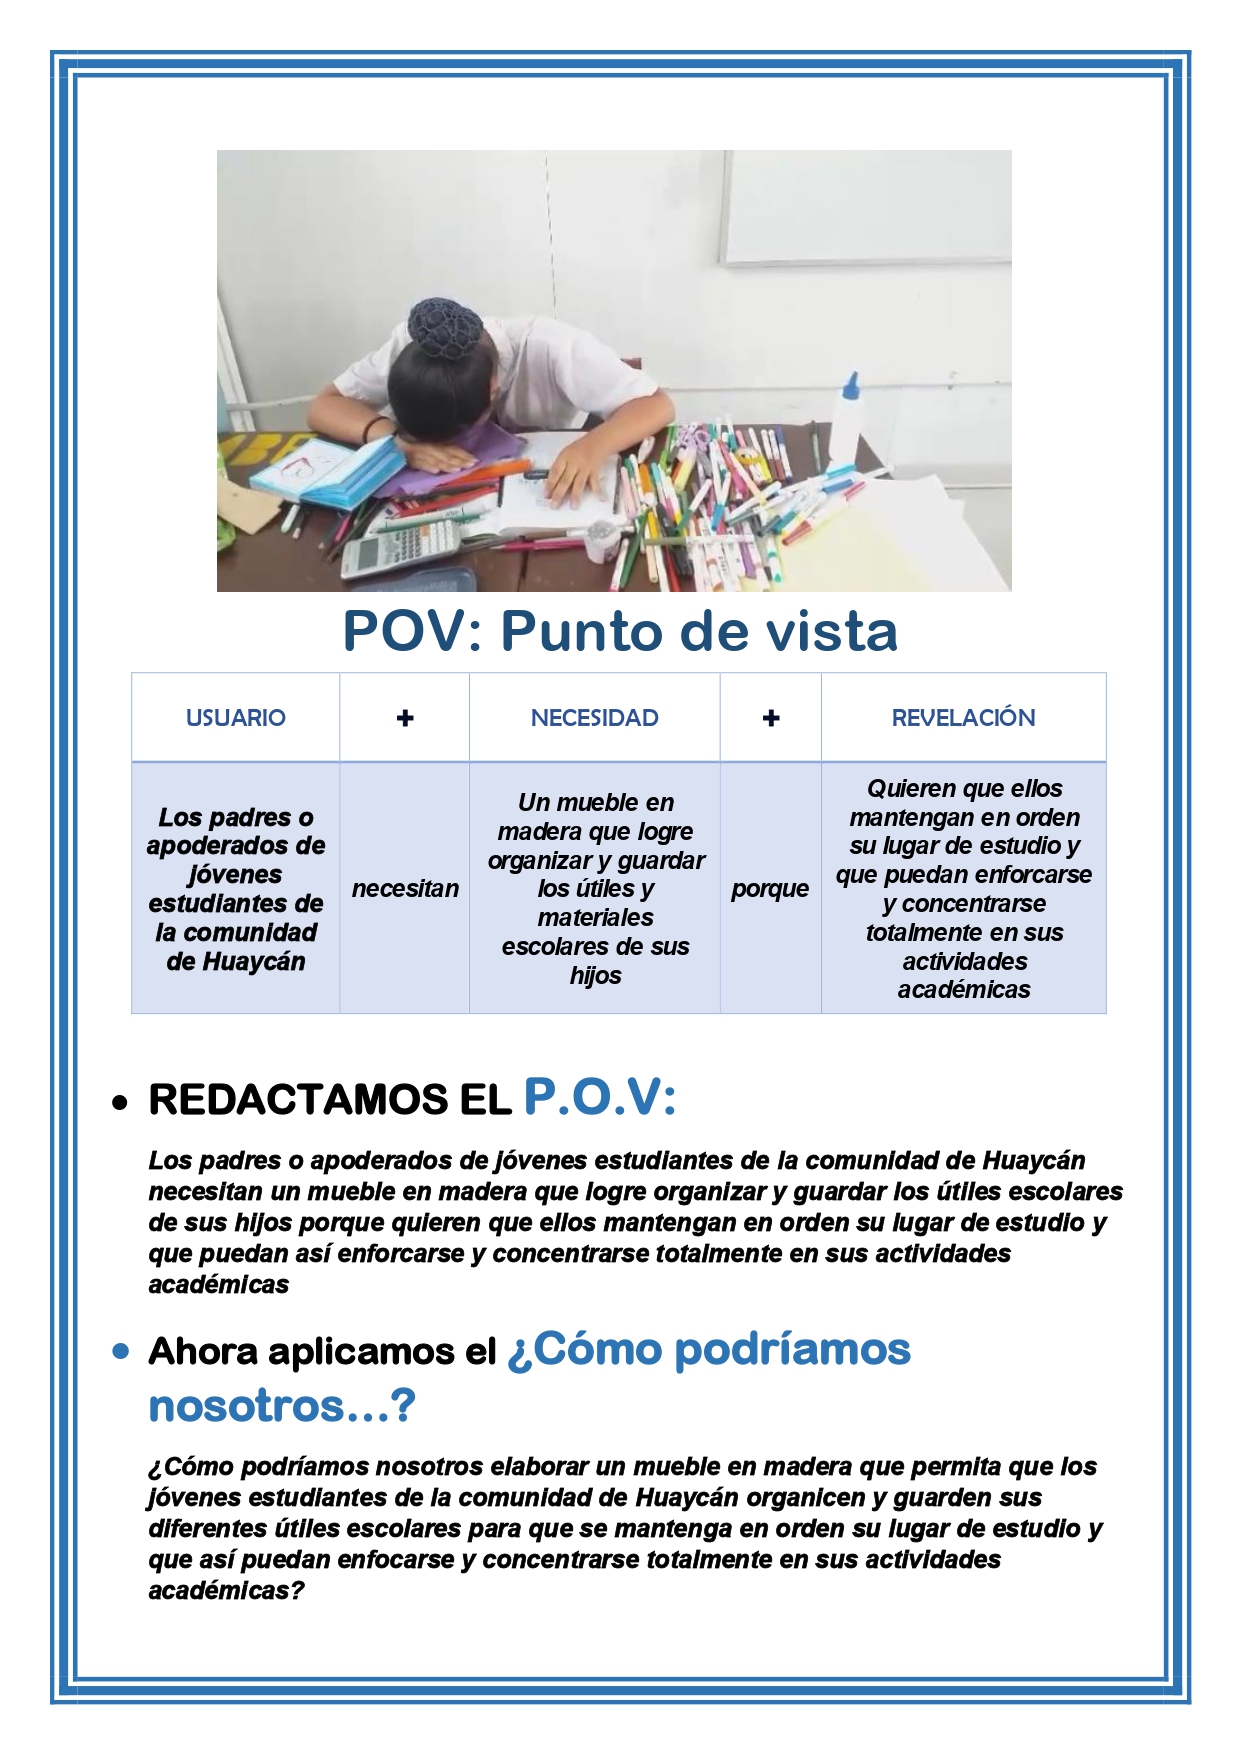 POV: Punto de vista
USUARIO + NECESIDAD + REVELACIÓN
Los padres o
apoderados de
jóvenes
estudiantes de
la comunidad
de Huaycán
necesitan
Un mueble en
madera que logre
organizar y guardar
los útiles y
materiales
escolares de sus
hijos
porque
Quieren que ellos
mantengan en orden
su lugar de estudio y
que puedan enforcarse
y concentrarse
totalmente en sus
actividades
académicas
• REDACTAMOS EL P.O.V:
Los padres o apoderados de jóvenes estudiantes de la comunidad de Huaycán
necesitan un mueble en madera que logre organizar y guardar los útiles escolares
de sus hijos porque quieren que ellos mantengan en orden su lugar de estudio y
que puedan así enforcarse y concentrarse totalmente en sus actividades
académicas
• Ahora aplicamos el ¿Cómo podríamos
nosotros...?
¿Cómo podríamos nosotros elaborar un mueble en madera que permita que los
jóvenes estudiantes de la comunidad de Huaycán organicen y guarden sus
diferentes útiles escolares para que se mantenga en orden su lugar de estudio y
que así puedan enfocarse y concentrarse totalmente en sus actividades
académicas?